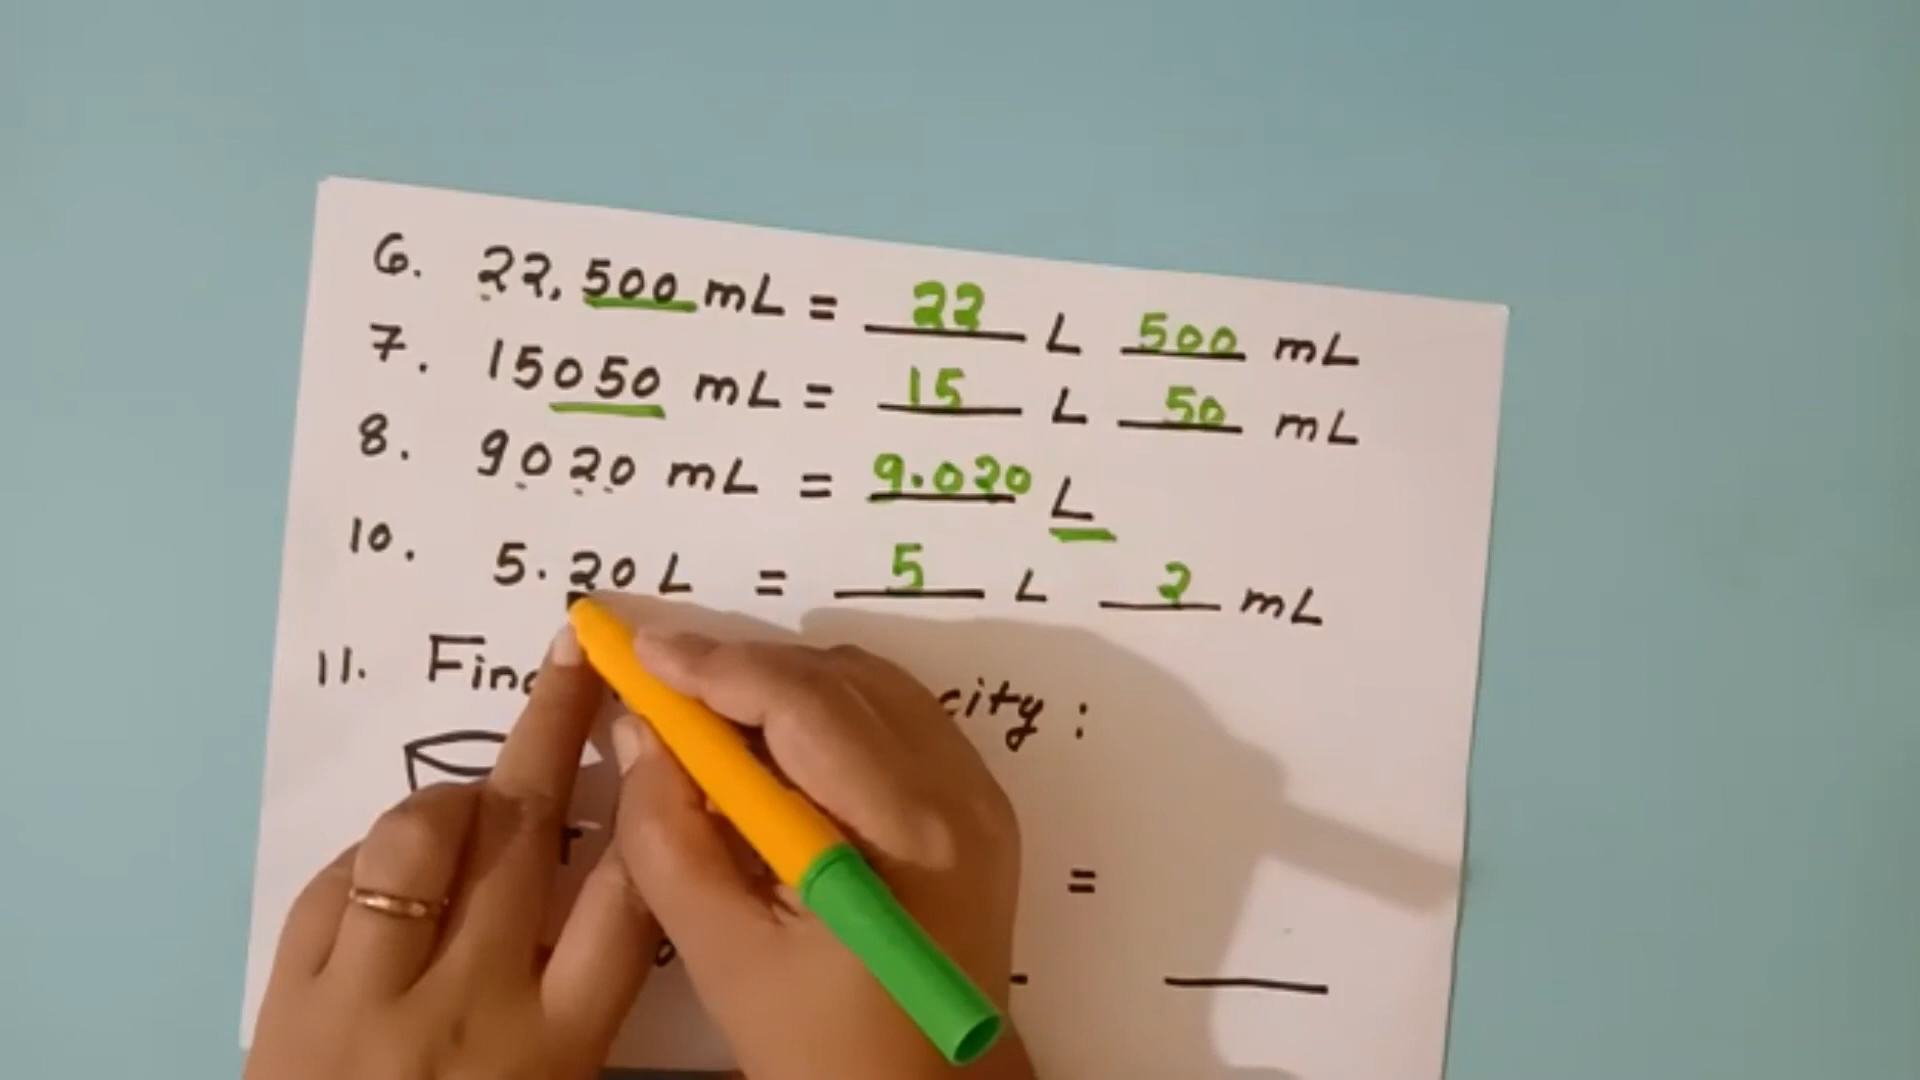 6. 22,500 mL = 22 L 500 mL
7. 15050 mL = 15 L 50 mL
8. 9020 mL = 9.020 L
10. 5.20 L = 5 L 2 mL
11. city :
=